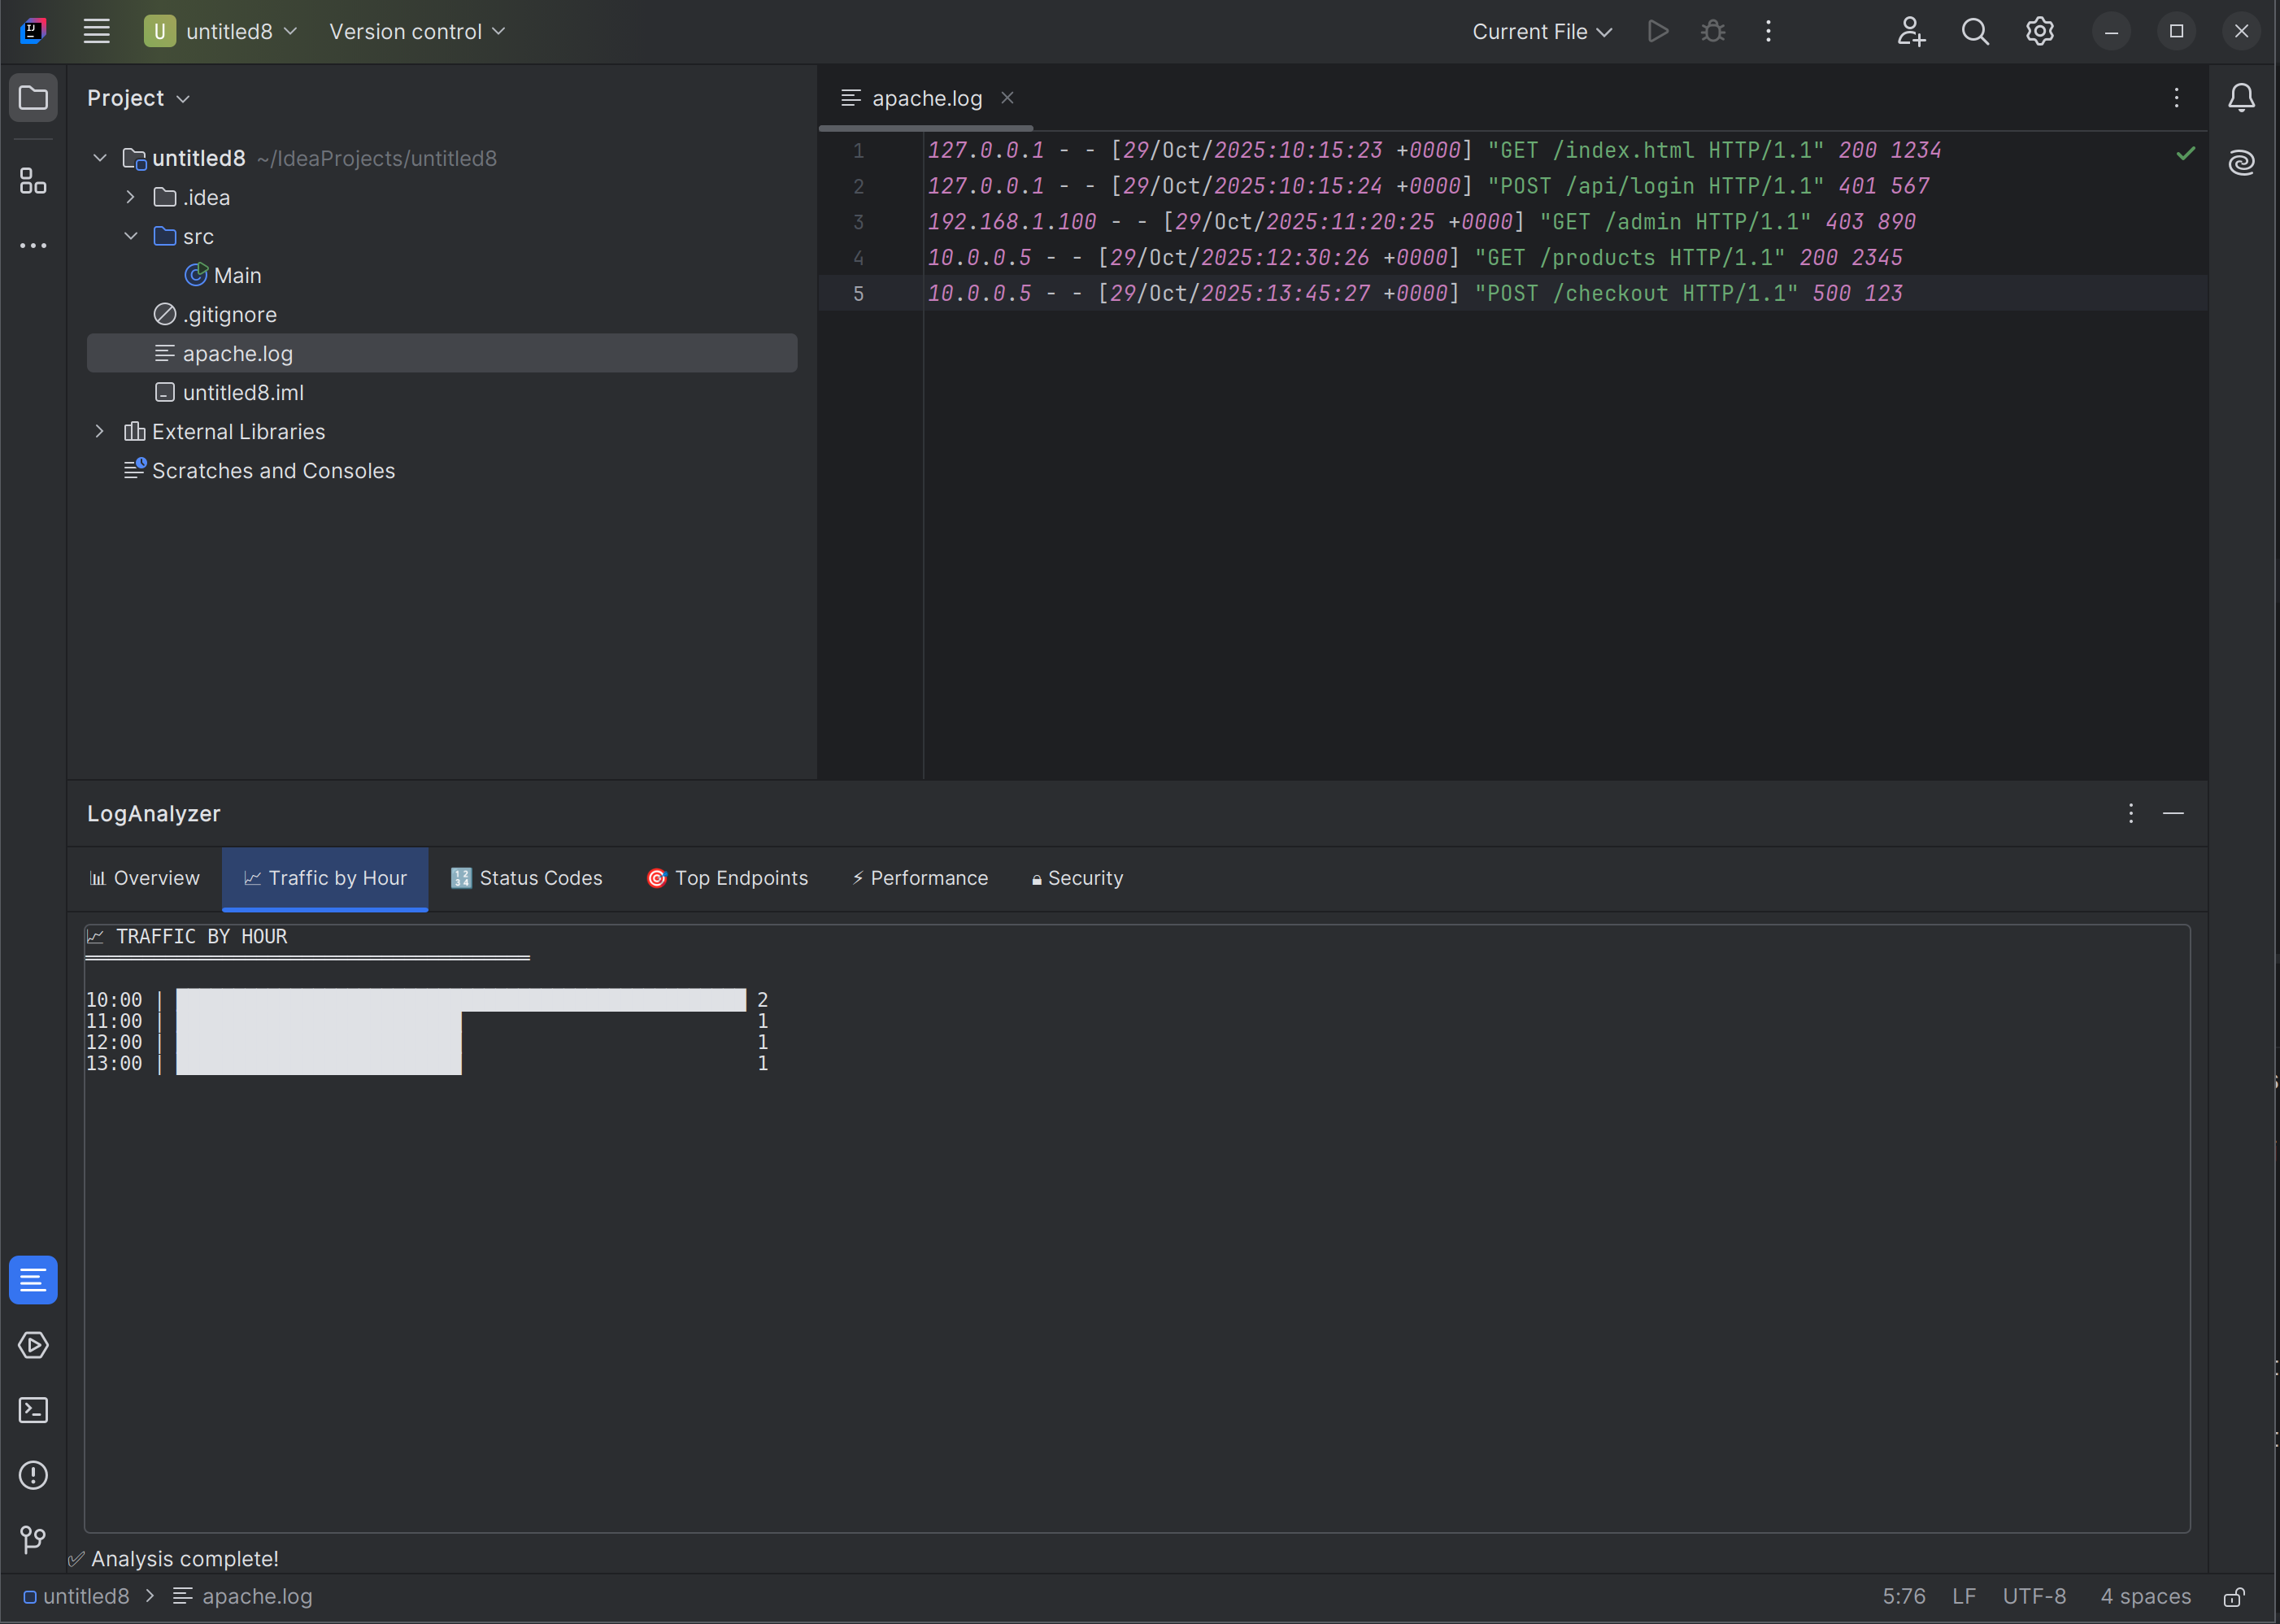 U untitled8 Version control Current File
Project
apache.log
untitled8 ~/IdeaProjects/untitled8
.idea
src
Main
.gitignore
apache.log
untitled8.iml
External Libraries
Scratches and Consoles
1 127.0.0.1 - - [29/Oct/2025:10:15:23 +0000] "GET /index.html HTTP/1.1" 200 1234
2 127.0.0.1 - - [29/Oct/2025:10:15:24 +0000] "POST /api/login HTTP/1.1" 401 567
3 192.168.1.100 - - [29/Oct/2025:11:20:25 +0000] "GET /admin HTTP/1.1" 403 890
4 10.0.0.5 - - [29/Oct/2025:12:30:26 +0000] "GET /products HTTP/1.1" 200 2345
5 10.0.0.5 - - [29/Oct/2025:13:45:27 +0000] "POST /checkout HTTP/1.1" 500 123
LogAnalyzer
Overview Traffic by Hour Status Codes Top Endpoints Performance Security
TRAFFIC BY HOUR
10:00 | 2
11:00 | 1
12:00 | 1
13:00 | 1
Analysis complete!
untitled8 > apache.log 5:76 LF UTF-8 4 spaces